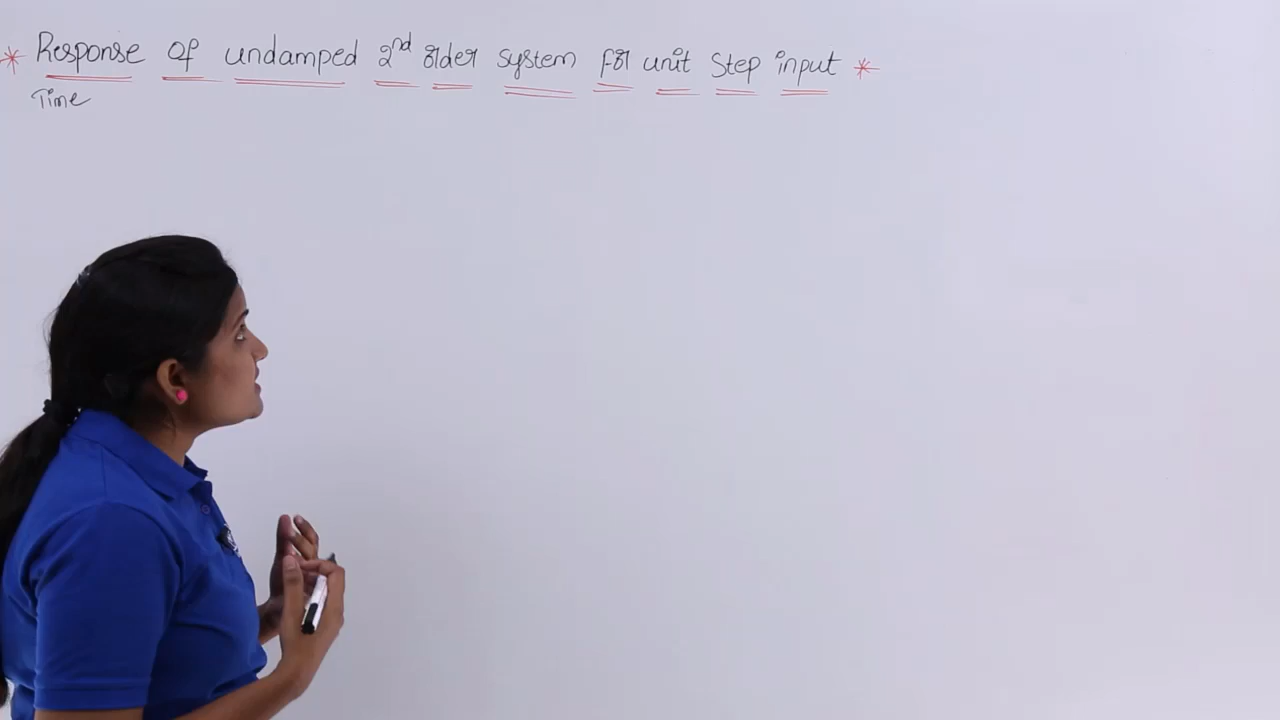 * Response of undamped 2nd order system for unit step input *
Time